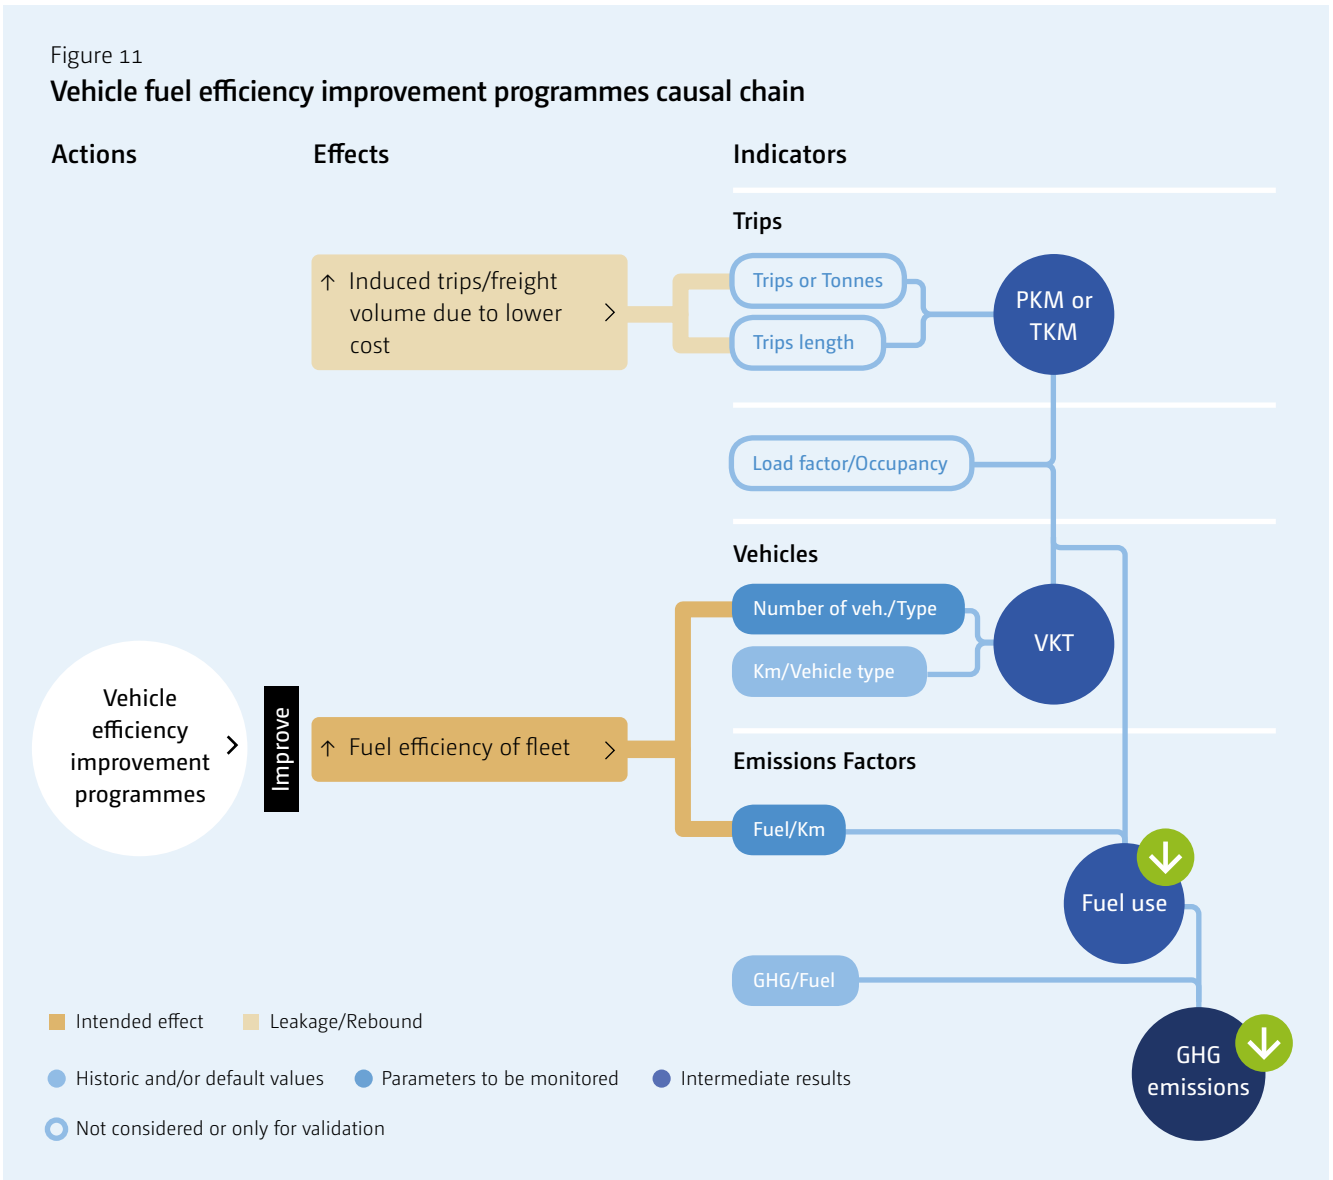 Figure 11
Vehicle fuel efficiency improvement programmes causal chain
Actions
Effects
Indicators
Trips
↑ Induced trips/freight
volume due to lower
cost
Trips or Tonnes
Trips length
PKM or
TKM
Load factor/Occupancy
Vehicles
Number of veh./Type
Km/Vehicle type
VKT
Vehicle
efficiency
improvement
programmes
Improve
↑ Fuel efficiency of fleet
Emissions Factors
Fuel/Km
Fuel use
GHG/Fuel
GHG
emissions
Intended effect
Leakage/Rebound
Historic and/or default values
Parameters to be monitored
Intermediate results
Not considered or only for validation